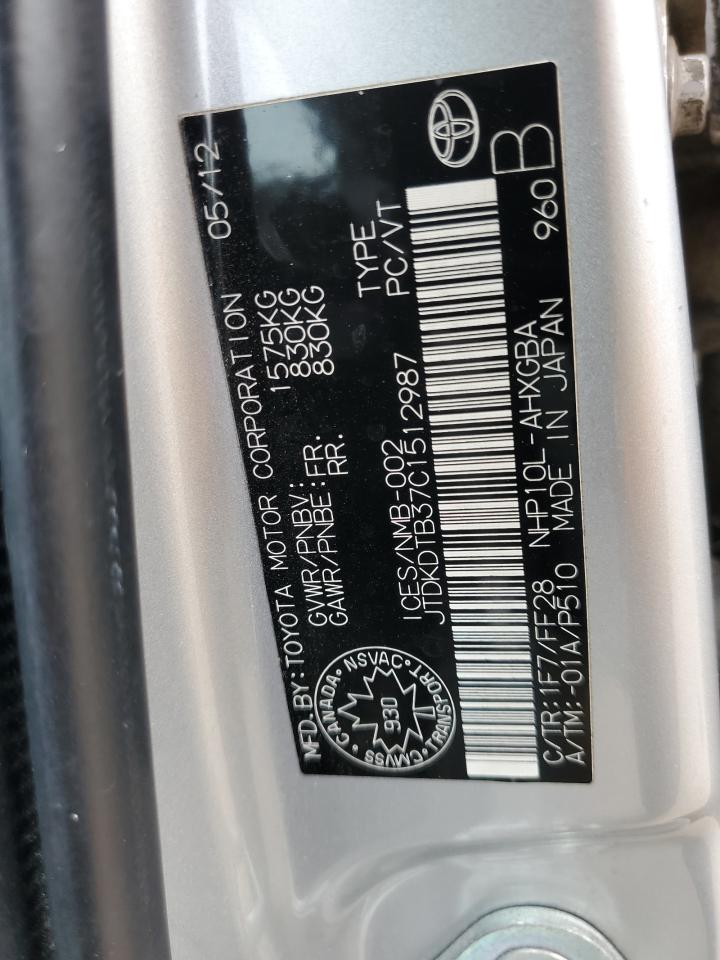 MFD.BY:TOYOTA MOTOR CORPORATION 05/12
GVWR/PNBV: 1575KG
GAWR/PNBE:FR. 830KG
RR. 830KG
CANADA NSVAC TRANSPORT CMVSS
930
ICES/NMB-002 TYPE
JTDKDTB37C1512987 PC/VT
C/TR:1F7/FF28 NHP10L-AHXGBA 960 B
A/TM:-01A/P510 MADE IN JAPAN